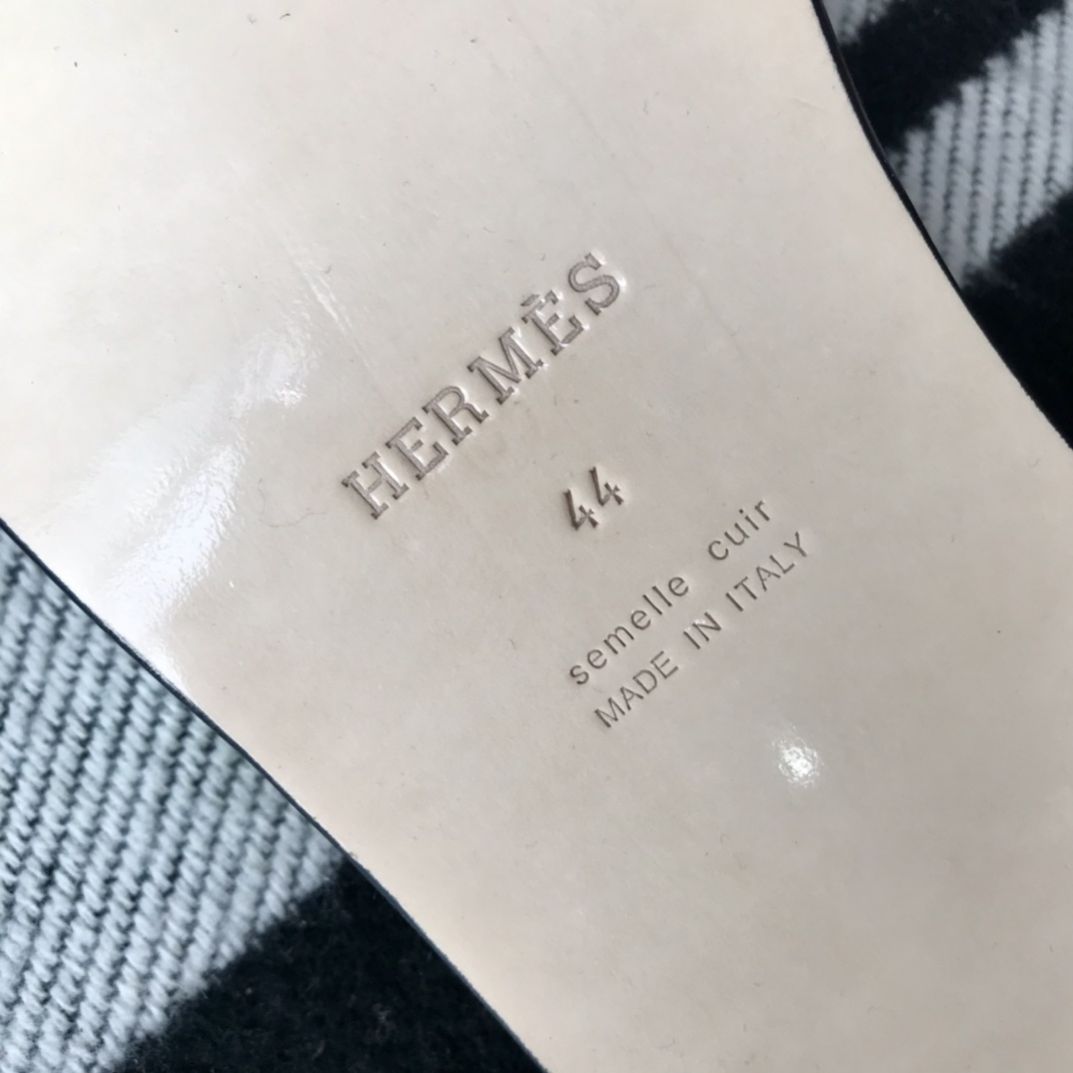 HERMÈS
44
semelle cuir
MADE IN ITALY